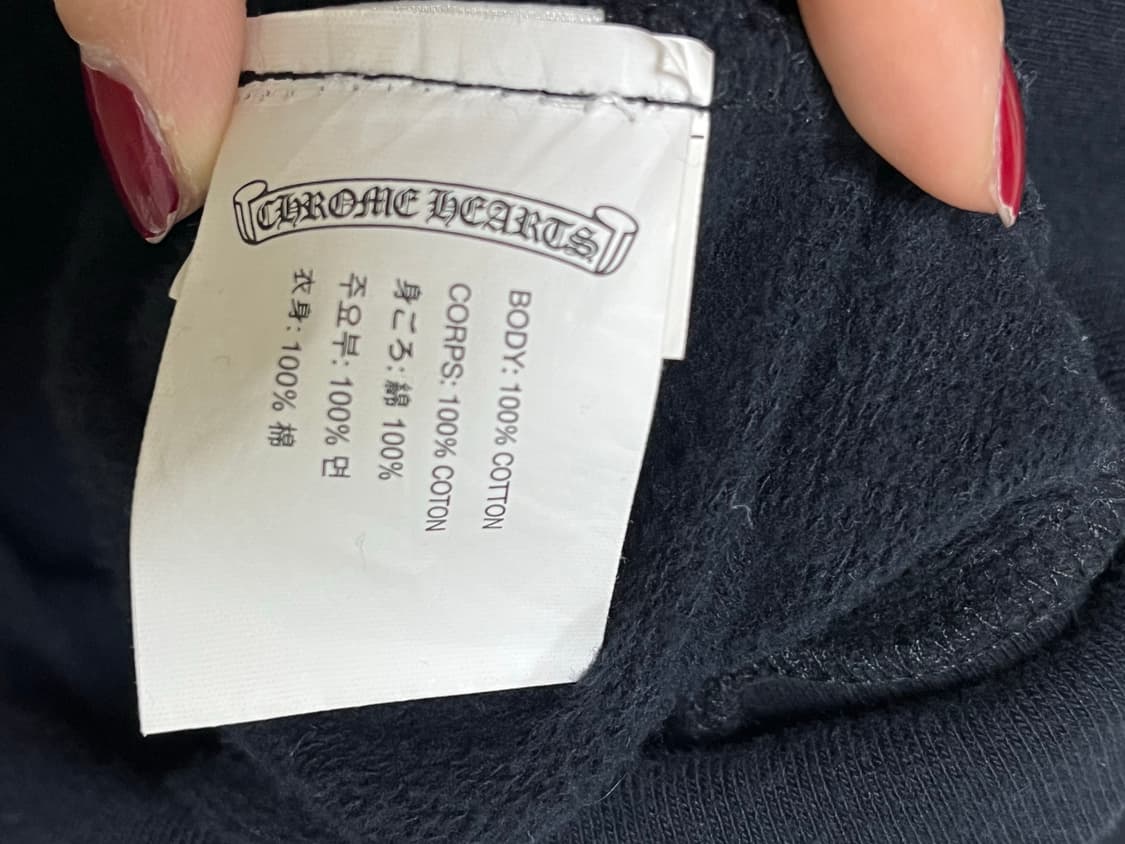 CHROME HEARTS
BODY: 100% COTTON
CORPS: 100% COTON
身ごろ: 綿 100%
주요부: 100% 면
衣身: 100% 棉